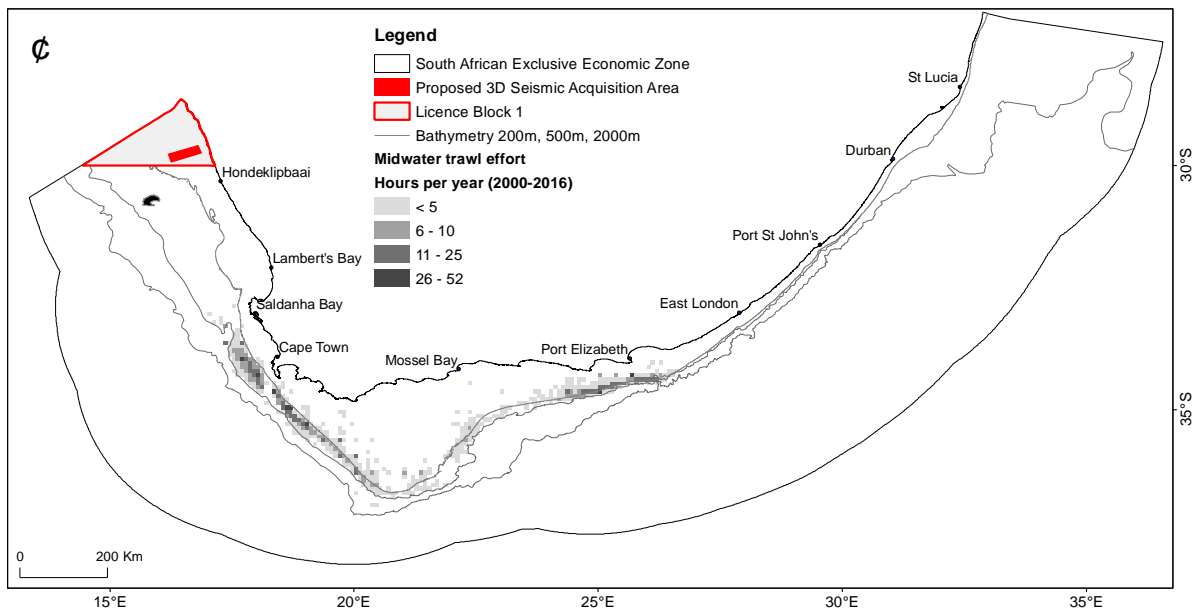 ₵
Legend
South African Exclusive Economic Zone
Proposed 3D Seismic Acquisition Area
Licence Block 1
Bathymetry 200m, 500m, 2000m
Midwater trawl effort
Hours per year (2000-2016)
< 5
6 - 10
11 - 25
26 - 52
St Lucia
Durban
30°S
Hondeklipbaai
Port St John's
Lambert's Bay
East London
Saldanha Bay
Cape Town
Mossel Bay
Port Elizabeth
35°S
0 200 Km
15°E 20°E 25°E 30°E 35°E